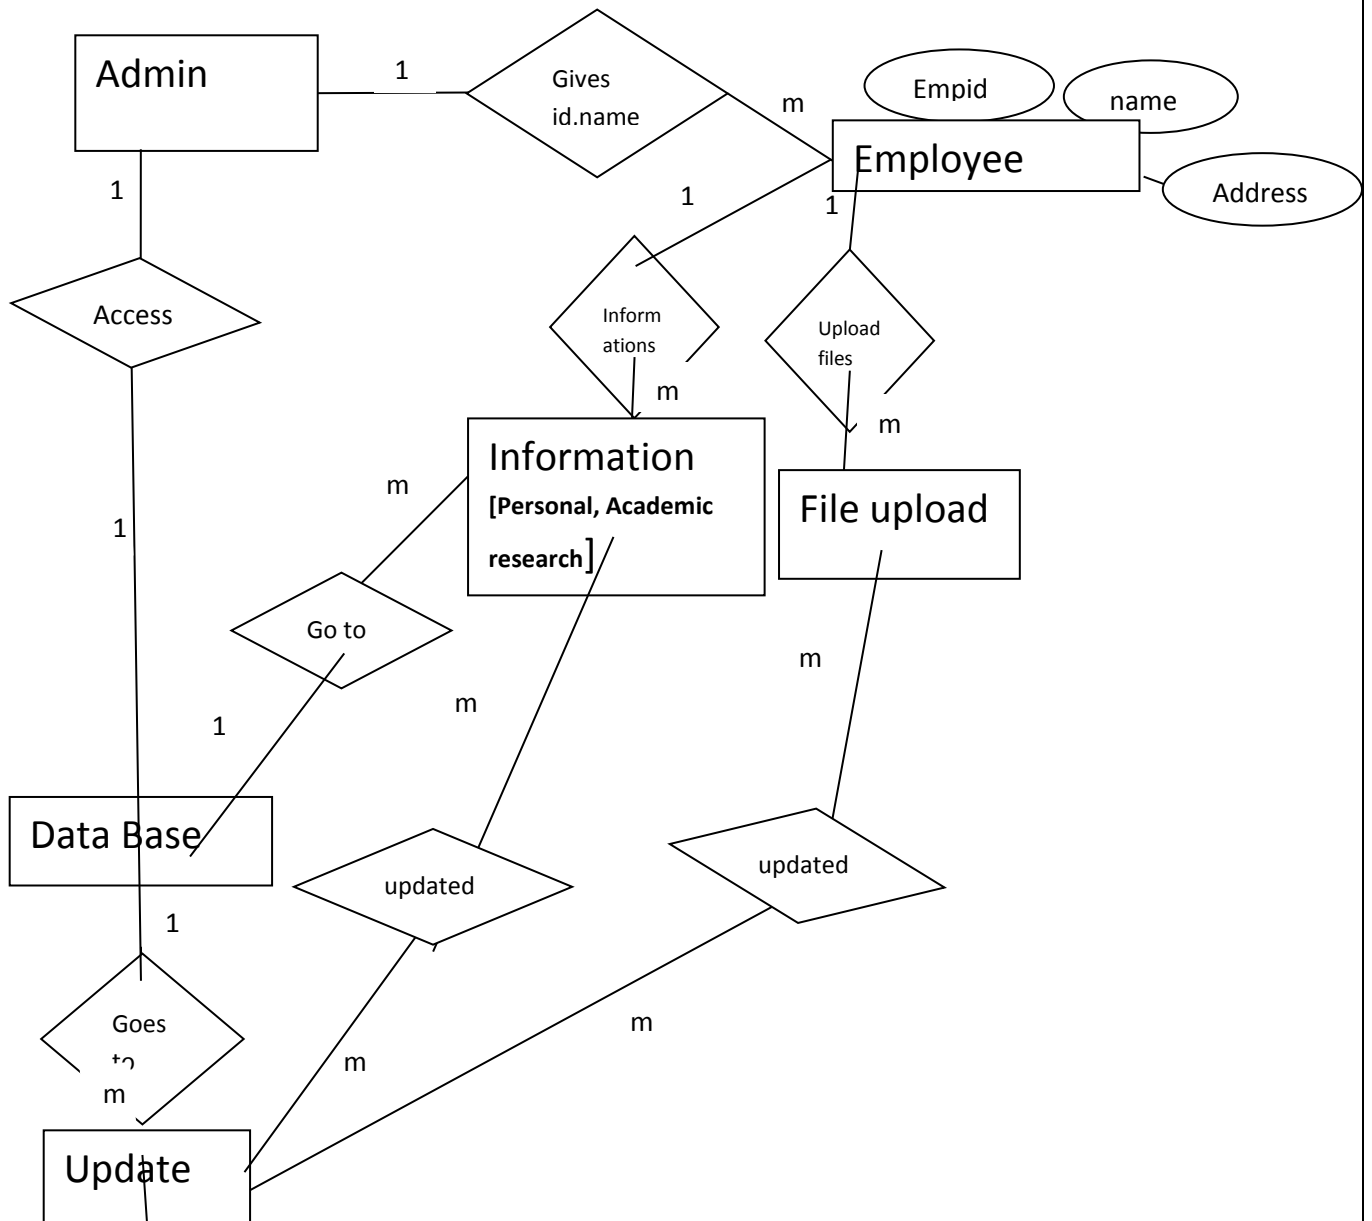 Admin
1
Gives
id.name
m
Empid
name
Employee
Address
1
1
1
Access
Inform
ations
Upload
files
m
m
Information
[Personal, Academic
research]
File upload
m
1
Go to
m
m
1
Data Base
updated
updated
1
Goes
to
m
m
m
Update